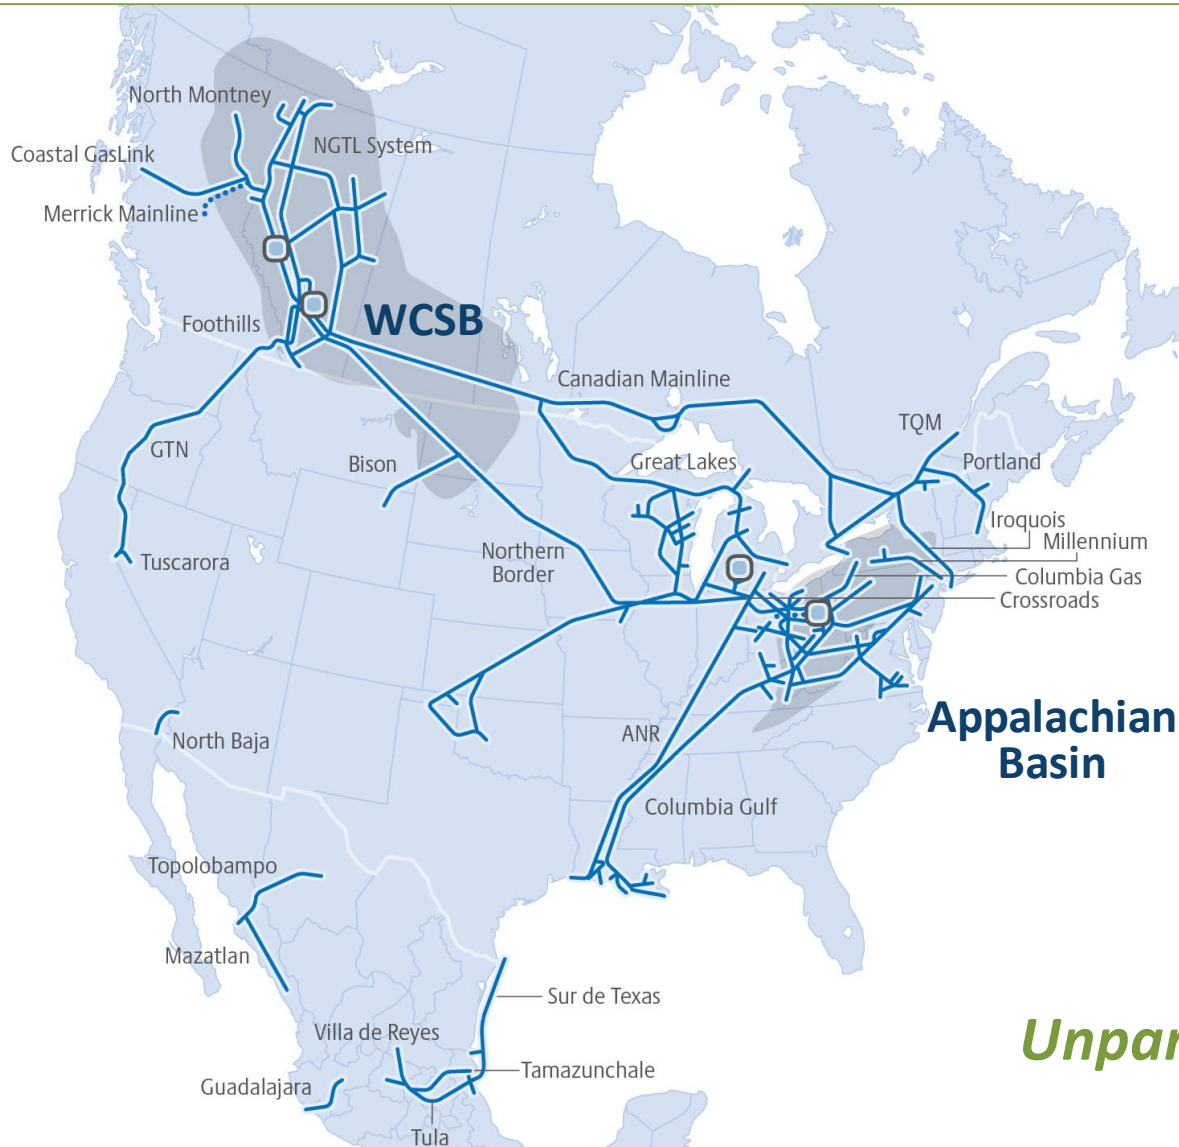 North Montney
Coastal GasLink
NGTL System
Merrick Mainline
Foothills
WCSB
Canadian Mainline
GTN
Bison
Great Lakes
TQM
Portland
Iroquois
Millennium
Northern
Border
Tuscarora
Columbia Gas
Crossroads
North Baja
ANR
Appalachian
Basin
Columbia Gulf
Topolobampo
Mazatlan
Sur de Texas
Villa de Reyes
Unpar
Tamazunchale
Guadalajara
Tula